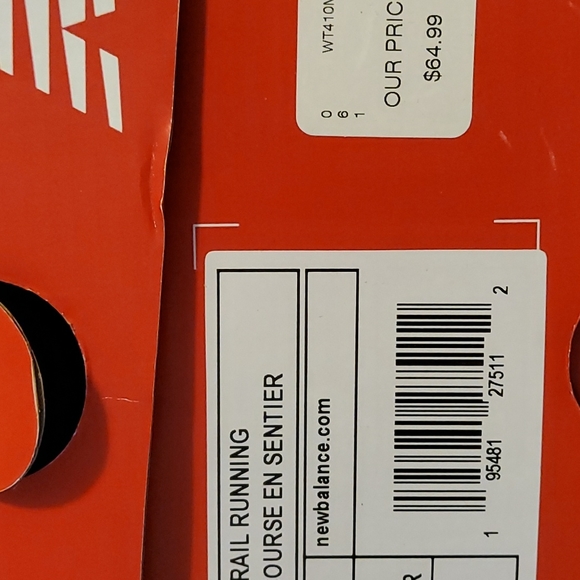 WT410N
0
6
1
OUR PRIC
$64.99
RAIL RUNNING
OURSE EN SENTIER
newbalance.com
1 95481 27511 2